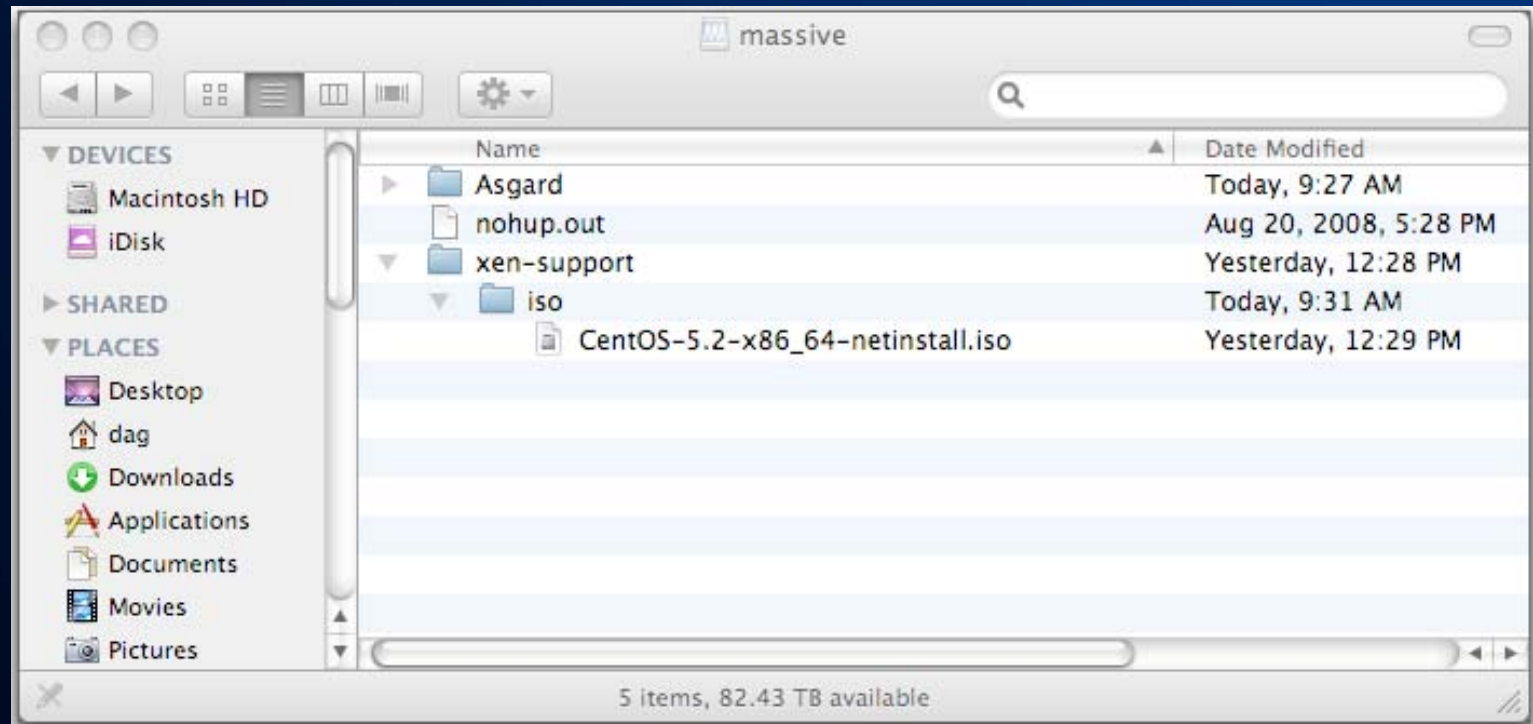 massive
DEVICES
Macintosh HD
iDisk
SHARED
PLACES
Desktop
dag
Downloads
Applications
Documents
Movies
Pictures
Name Date Modified
Asgard Today, 9:27 AM
nohup.out Aug 20, 2008, 5:28 PM
xen-support Yesterday, 12:28 PM
iso Today, 9:31 AM
CentOS-5.2-x86_64-netinstall.iso Yesterday, 12:29 PM
5 items, 82.43 TB available